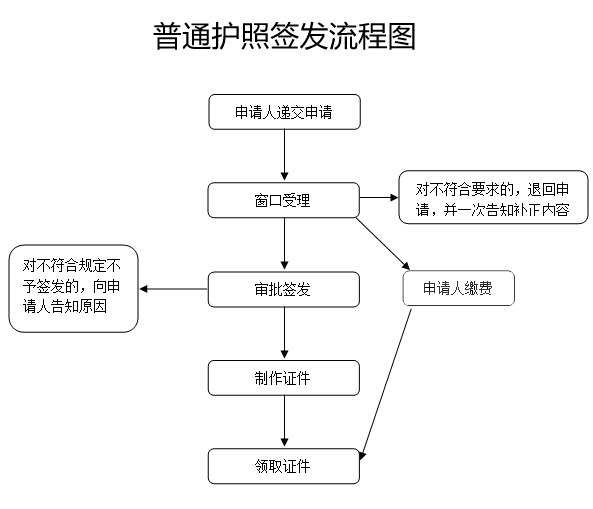 普通护照签发流程图
申请人递交申请
窗口受理
对不符合要求的，退回申
请，并一次告知补正内容
对不符合规定不
予签发的，向申
请人告知原因
审批签发
申请人缴费
制作证件
领取证件